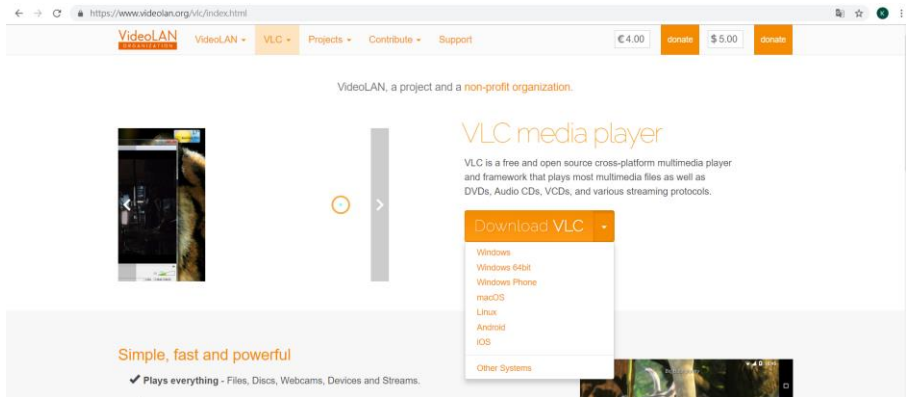 https://www.videolan.org/vlc/index.html
VideoLAN
ORGANIZATION
VideoLAN
VLC
Projects
Contribute
Support
€4.00
donate
$ 5.00
donate
VideoLAN, a project and a non-profit organization.
VLC media player
VLC is a free and open source cross-platform multimedia player
and framework that plays most multimedia files as well as
DVDs, Audio CDs, VCDs, and various streaming protocols.
Download VLC
Windows
Windows 64bit
Windows Phone
macOS
Linux
Android
iOS
Other Systems
Simple, fast and powerful
Plays everything - Files, Discs, Webcams, Devices and Streams.